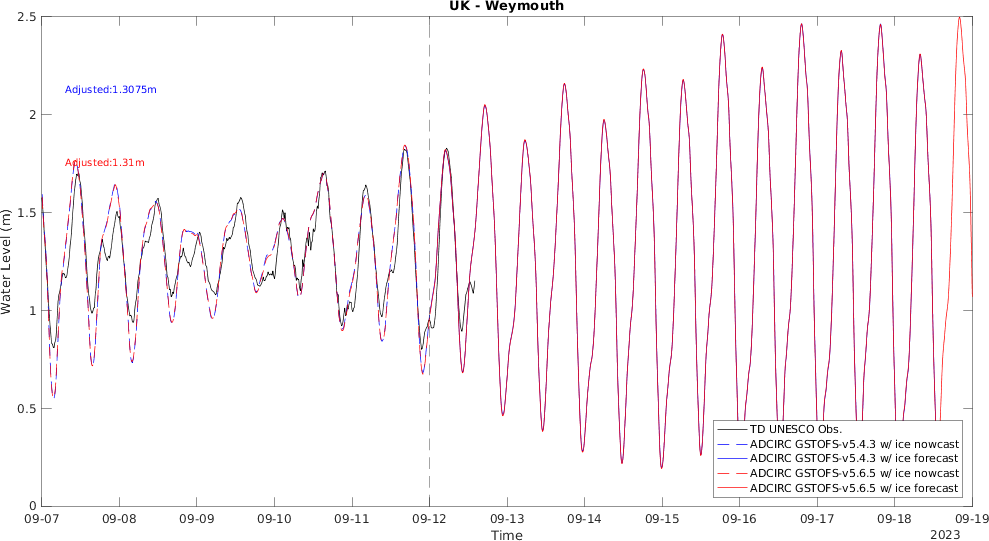 UK - Weymouth
Water Level (m)
2.5
2
1.5
1
0.5
0
Adjusted:1.3075m
Adjusted:1.31m
TD UNESCO Obs.
ADCIRC GSTOFS-v5.4.3 w/ ice nowcast
ADCIRC GSTOFS-v5.4.3 w/ ice forecast
ADCIRC GSTOFS-v5.6.5 w/ ice nowcast
ADCIRC GSTOFS-v5.6.5 w/ ice forecast
09-07 09-08 09-09 09-10 09-11 09-12 09-13 09-14 09-15 09-16 09-17 09-18 09-19
Time
2023